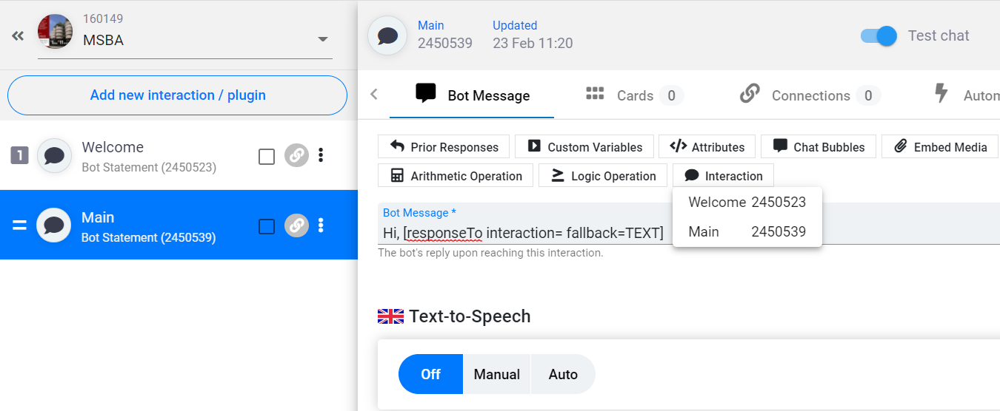 160149
MSBA
Add new interaction / plugin
1
Welcome
Bot Statement (2450523)
Main
Bot Statement (2450539)
Main
2450539
Updated
23 Feb 11:20
Test chat
Bot Message
Cards 0
Connections 0
Autom
Prior Responses
Custom Variables
Attributes
Chat Bubbles
Embed Media
Arithmetic Operation
Logic Operation
Interaction
Welcome 2450523
Main 2450539
Bot Message *
Hi, [responseTo interaction= fallback=TEXT]
The bot's reply upon reaching this interaction.
Text-to-Speech
Off
Manual
Auto